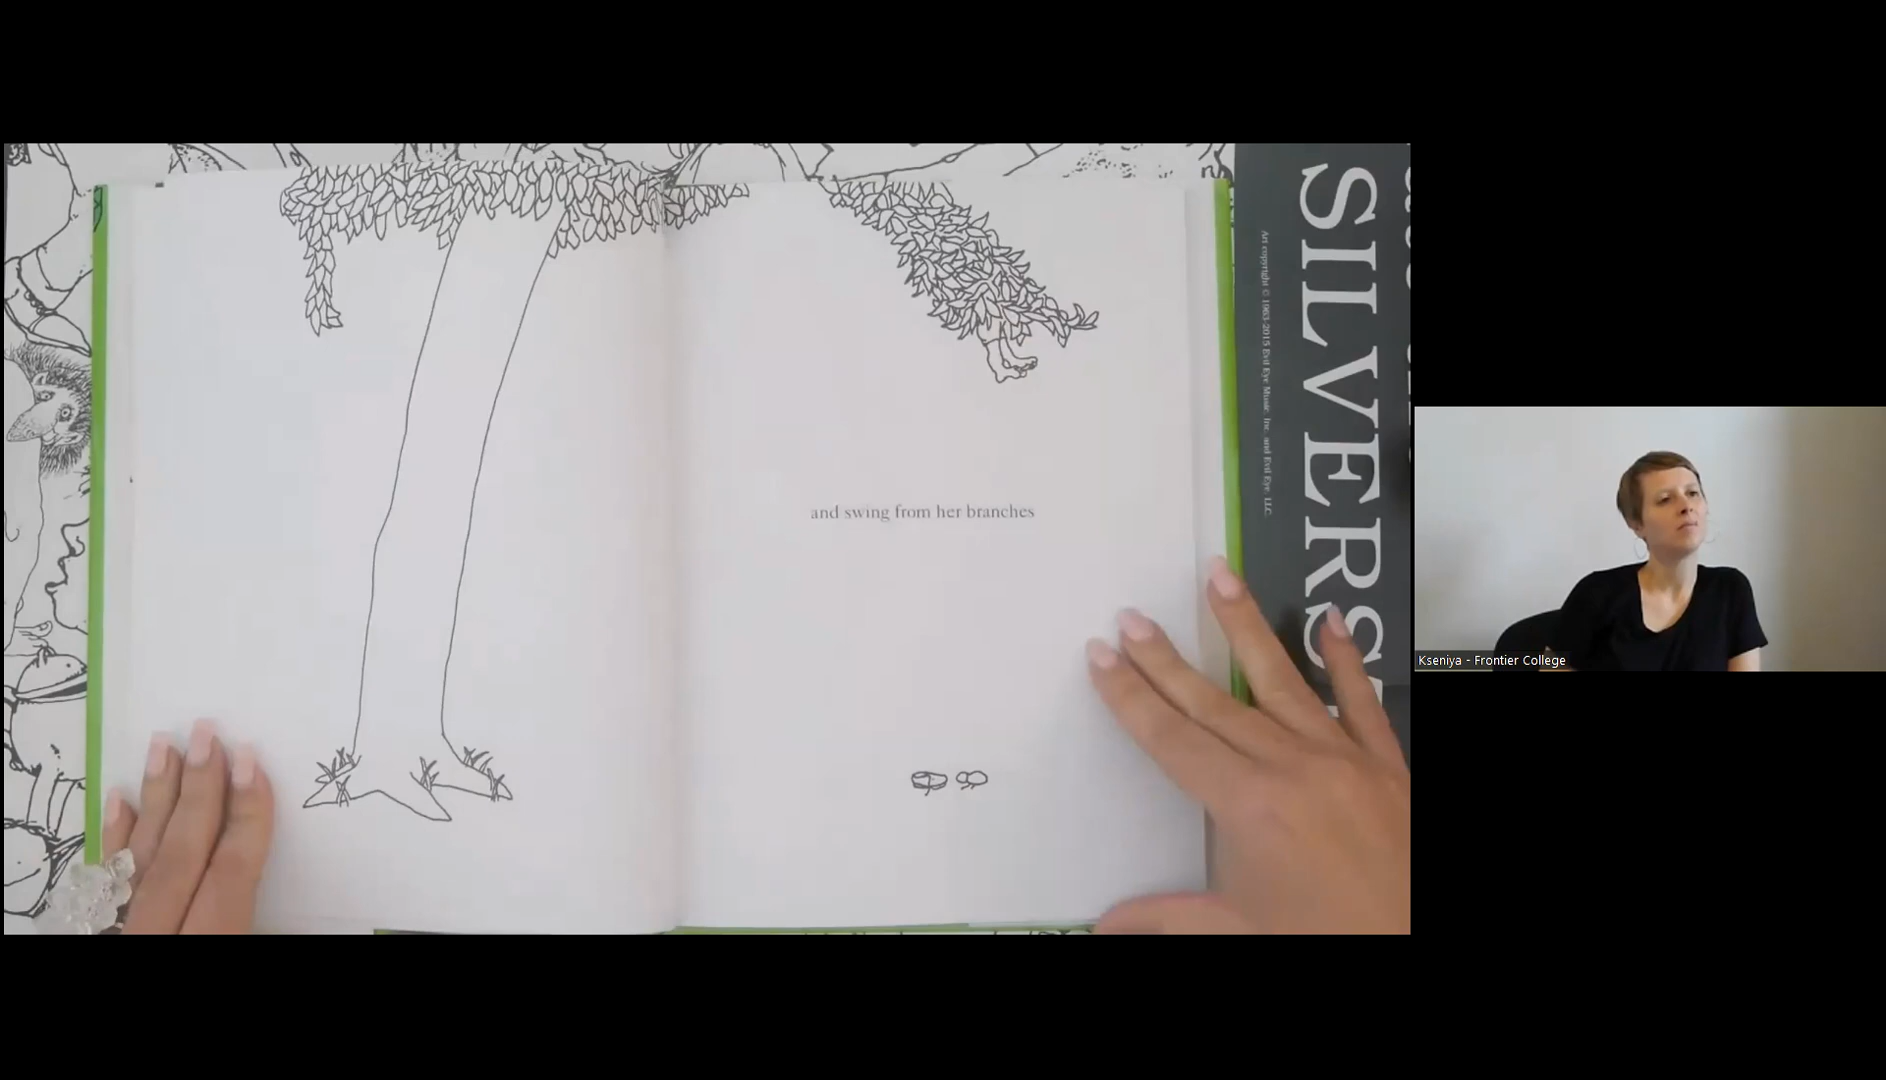 and swing from her branches
SILVERS
Art copyright © 1963-2015 Evil Eye Music, Inc. and Evil Eye, LLC.
Kseniya - Frontier College